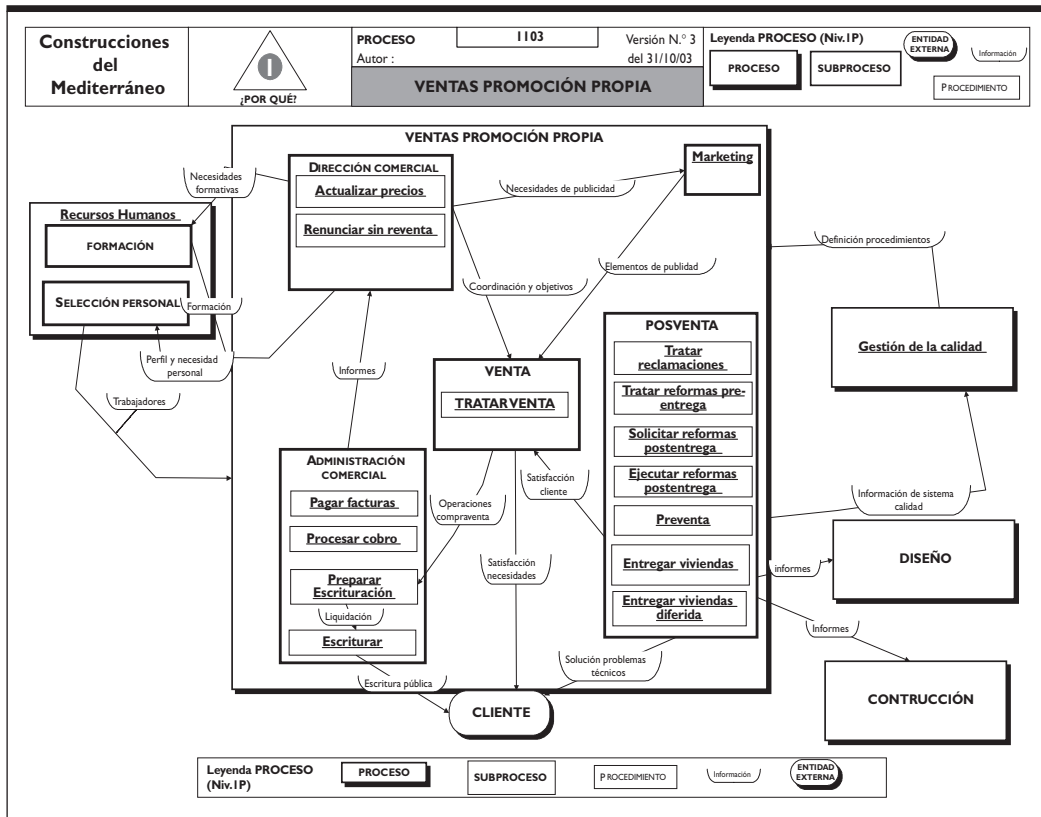 Construcciones
del
Mediterráneo
¿POR QUÉ?
PROCESO
1103
Versión N.º 3
Autor :
del 31/10/03
VENTAS PROMOCIÓN PROPIA
Leyenda PROCESO (Niv.1P)
ENTIDAD
EXTERNA
Información
PROCESO
SUBPROCESO
PROCEDIMIENTO
VENTAS PROMOCIÓN PROPIA
DIRECCIÓN COMERCIAL
Actualizar precios
Renunciar sin reventa
Marketing
Necesidades
formativas
Necesidades de publicidad
Recursos Humanos
FORMACIÓN
SELECCIÓN PERSONAL
Formación
Definición procedimientos
Elementos de publidad
Coordinación y objetivos
POSVENTA
Tratar
reclamaciones
Tratar reformas pre-
entrega
Solicitar reformas
postentrega
Ejecutar reformas
postentrega
Preventa
Entregar viviendas
Entregar viviendas
diferida
Gestión de la calidad
Perfil y necesidad
personal
Informes
VENTA
TRATAR VENTA
Trabajadores
ADMINISTRACIÓN
COMERCIAL
Pagar facturas
Procesar cobro
Preparar
Escrituración
Liquidación
Escriturar
Satisfacción
cliente
Operaciones
compraventa
Información de sistema
calidad
Satisfacción
necesidades
informes
DISEÑO
Informes
Solución problemas
técnicos
Escritura pública
CLIENTE
CONTRUCCIÓN
Leyenda PROCESO
(Niv.1P)
PROCESO
SUBPROCESO
PROCEDIMIENTO
Información
ENTIDAD
EXTERNA